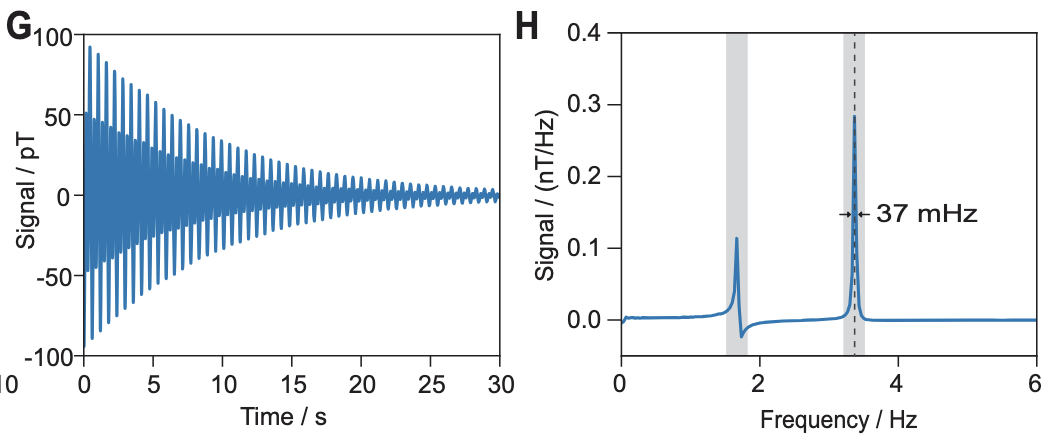 G
100
50
0
-50
-100
Signal / pT
10
0 5 10 15 20 25 30
Time / s
H
0.4
0.3
0.2
0.1
0.0
Signal / (nT/Hz)
37 mHz
0 2 4 6
Frequency / Hz